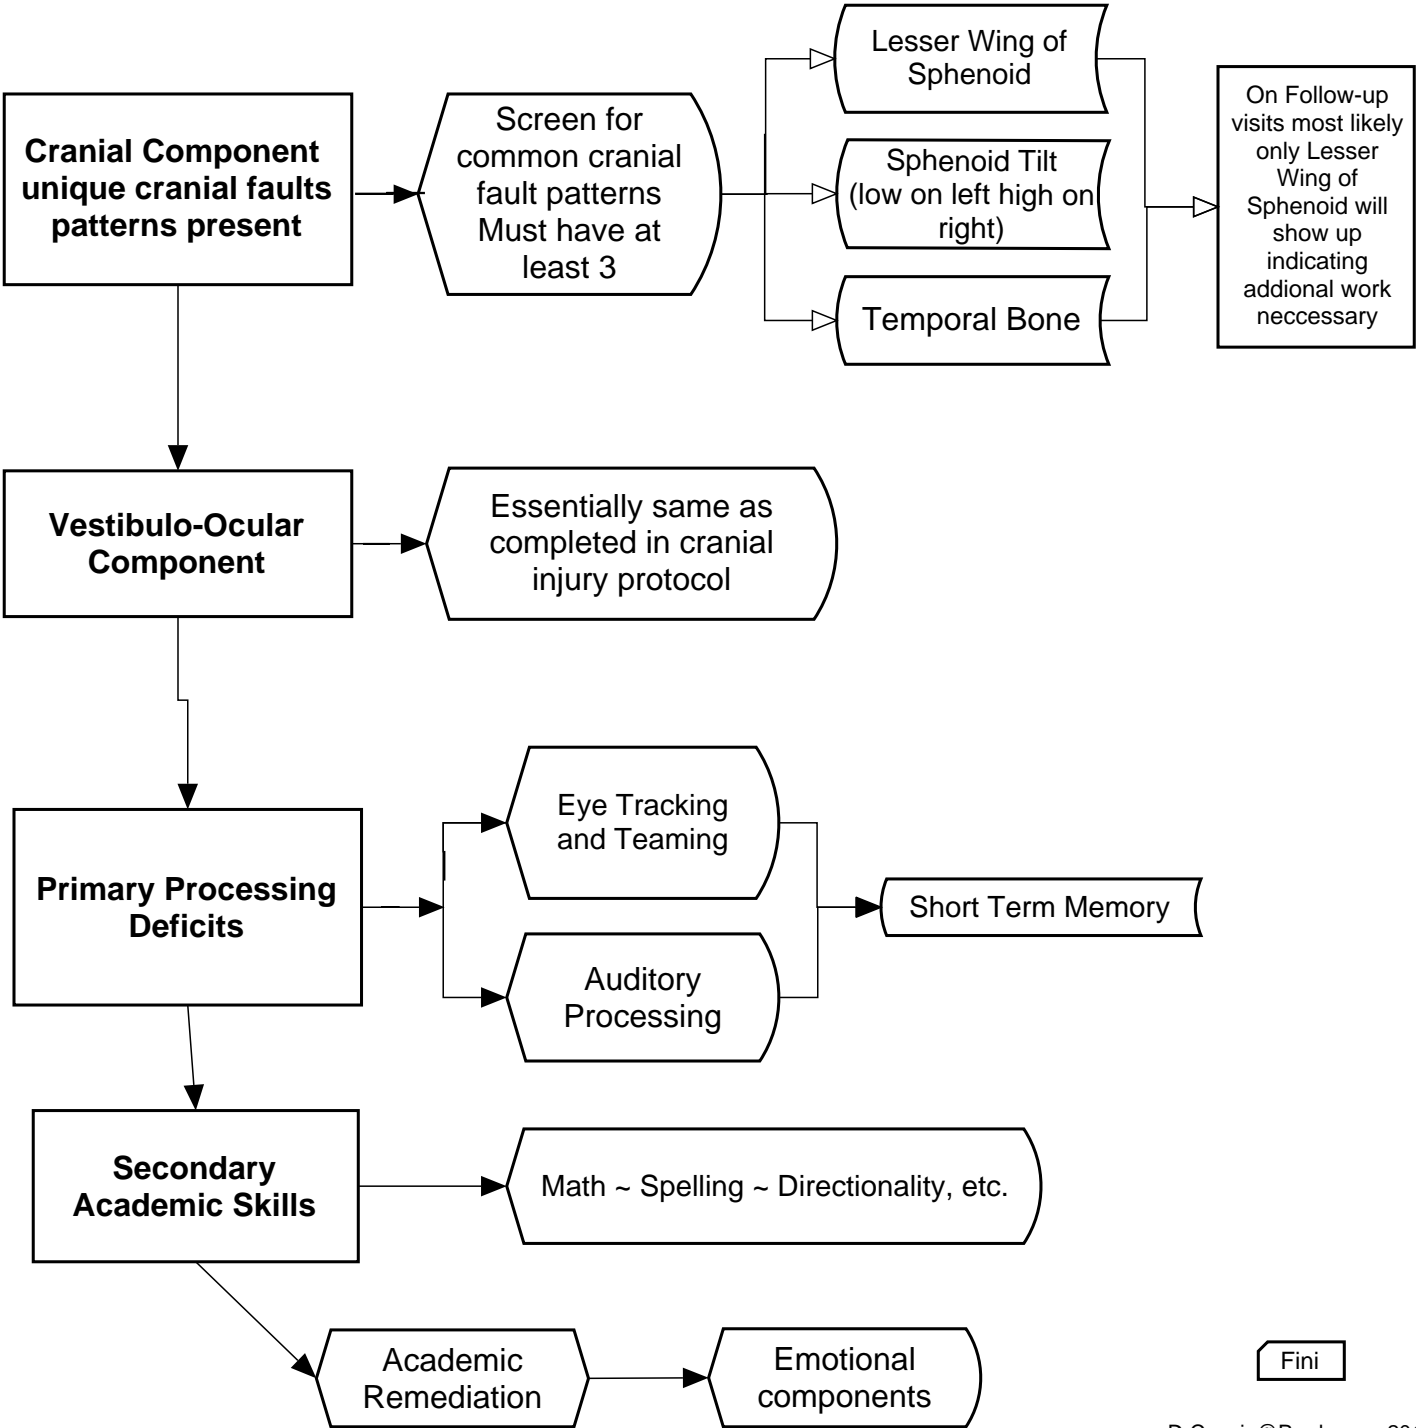 Cranial Component
unique cranial faults
patterns present
Screen for
common cranial
fault patterns
Must have at
least 3
Lesser Wing of
Sphenoid
Sphenoid Tilt
(low on left high on
right)
Temporal Bone
On Follow-up
visits most likely
only Lesser
Wing of
Sphenoid will
show up
indicating
addional work
neccessary
Vestibulo-Ocular
Component
Essentially same as
completed in cranial
injury protocol
Primary Processing
Deficits
Eye Tracking
and Teaming
Auditory
Processing
Short Term Memory
Secondary
Academic Skills
Math ~ Spelling ~ Directionality, etc.
Academic
Remediation
Emotional
components
Fini